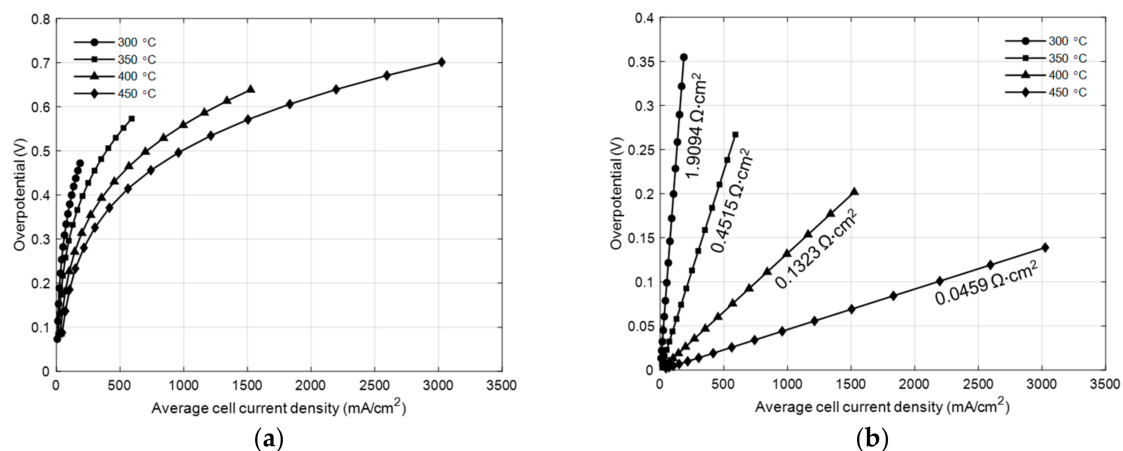 0.8
0.7
0.6
0.5
0.4
0.3
0.2
0.1
0
Overpotential (V)
300 °C
350 °C
400 °C
450 °C
0 500 1000 1500 2000 2500 3000 3500
Average cell current density (mA/cm²)
(a)
0.4
0.35
0.3
0.25
0.2
0.15
0.1
0.05
0
Overpotential (V)
300 °C
350 °C
400 °C
450 °C
1.9094 Ω·cm²
0.4515 Ω·cm²
0.1323 Ω·cm²
0.0459 Ω·cm²
0 500 1000 1500 2000 2500 3000 3500
Average cell current density (mA/cm²)
(b)